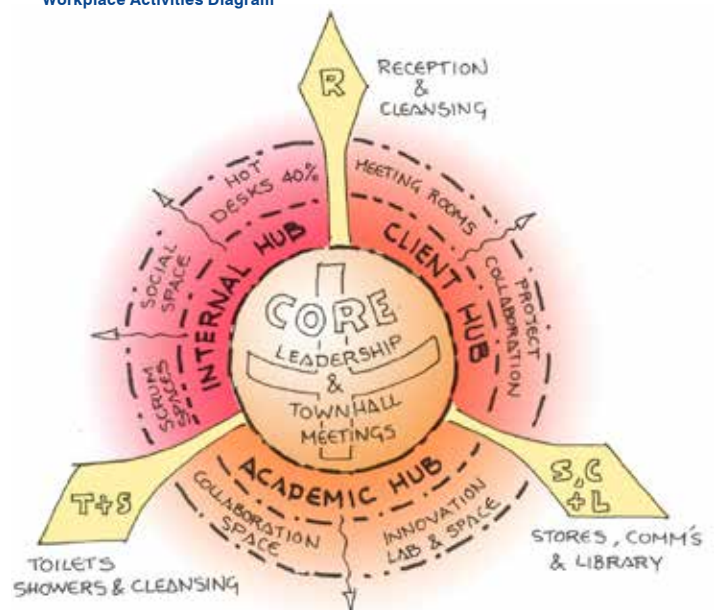 Workplace Activities Diagram
R
RECEPTION
&
CLEANSING
HOT
DESKS 40%
MEETING ROOMS
INTERNAL HUB
CLIENT HUB
SOCIAL
SPACE
PROJECT
COLLABORATION
SCRUM
SPACES
CORE
LEADERSHIP
&
TOWNHALL
MEETINGS
ACADEMIC HUB
COLLABORATION
SPACE
INNOVATION
LAB & SPACE
T+S
TOILETS
SHOWERS & CLEANSING
S, C
+ L
STORES, COMM'S
& LIBRARY